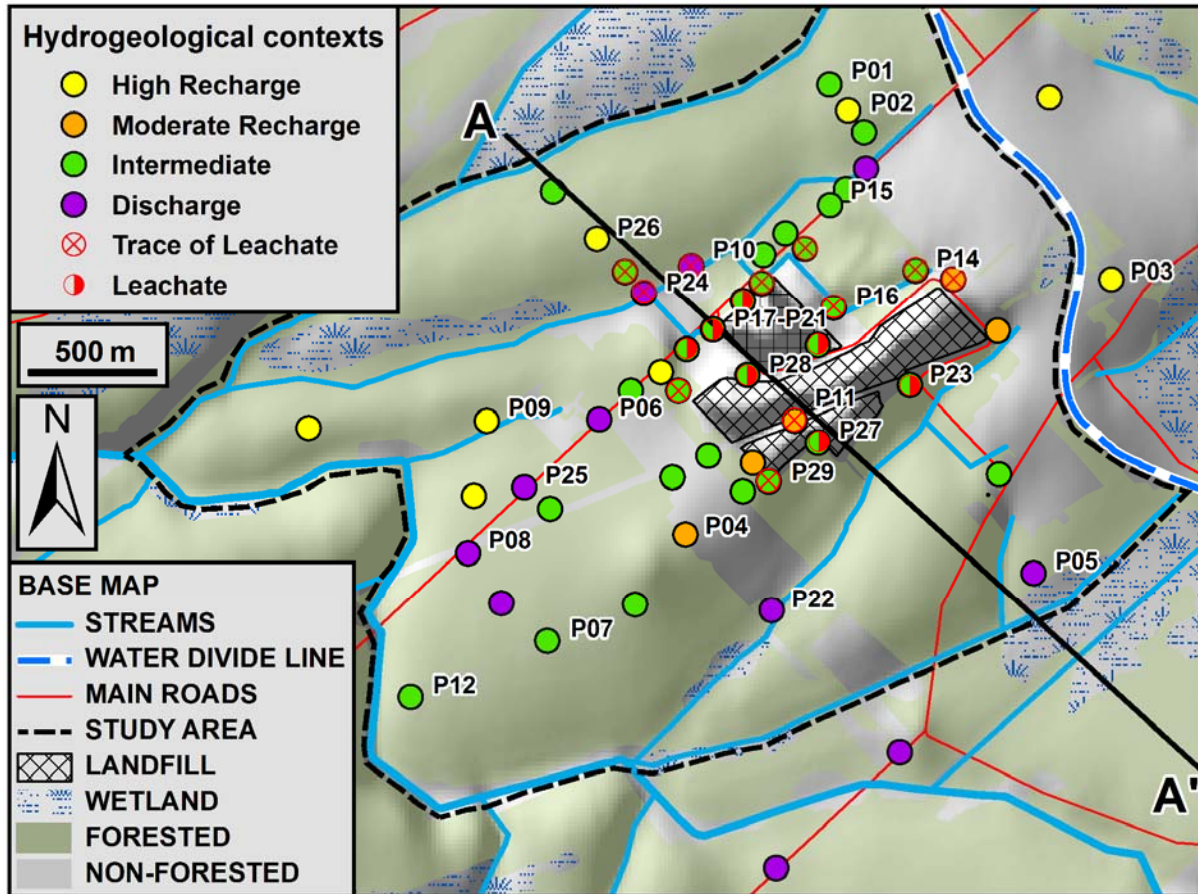 Hydrogeological contexts
High Recharge
Moderate Recharge
Intermediate
Discharge
Trace of Leachate
Leachate
500 m
N
BASE MAP
STREAMS
WATER DIVIDE LINE
MAIN ROADS
STUDY AREA
LANDFILL
WETLAND
FORESTED
NON-FORESTED
A
P01
P02
P15
P26
P10
P24
P14
P03
P16
P17-P21
P28
P23
P11
P09
P06
P27
P29
P25
P04
P08
P05
P22
P07
P12
A'